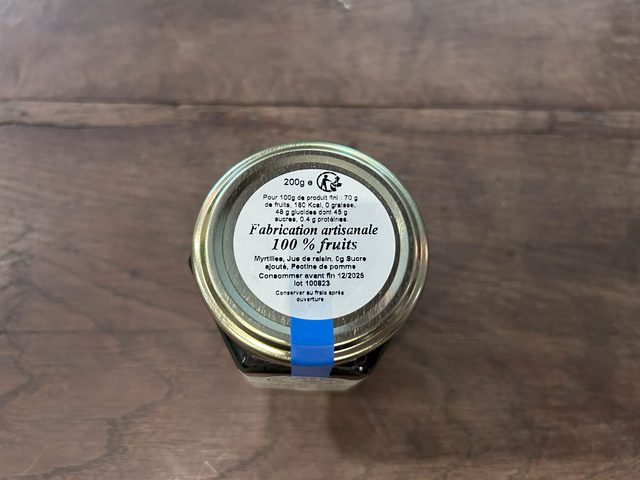 200g e
Pour 100g de produit fini : 70 g
de fruits, 180 Kcal, 0 graisse,
48 g glucides dont 45 g
sucres, 0,4 g protéines.
Fabrication artisanale
100 % fruits
Myrtilles, Jus de raisin, 0g Sucre
ajouté, Pectine de pomme
Consommer avant fin 12/2025
lot 100823
Conserver au frais après
ouverture